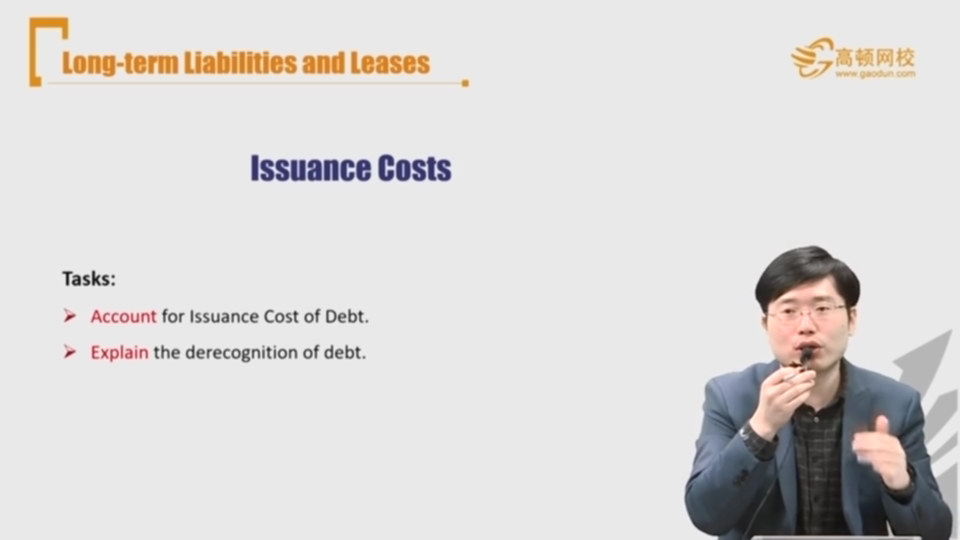 Long-term Liabilities and Leases
高顿网校
www.gaodun.com
Issuance Costs
Tasks:
Account for Issuance Cost of Debt.
Explain the derecognition of debt.